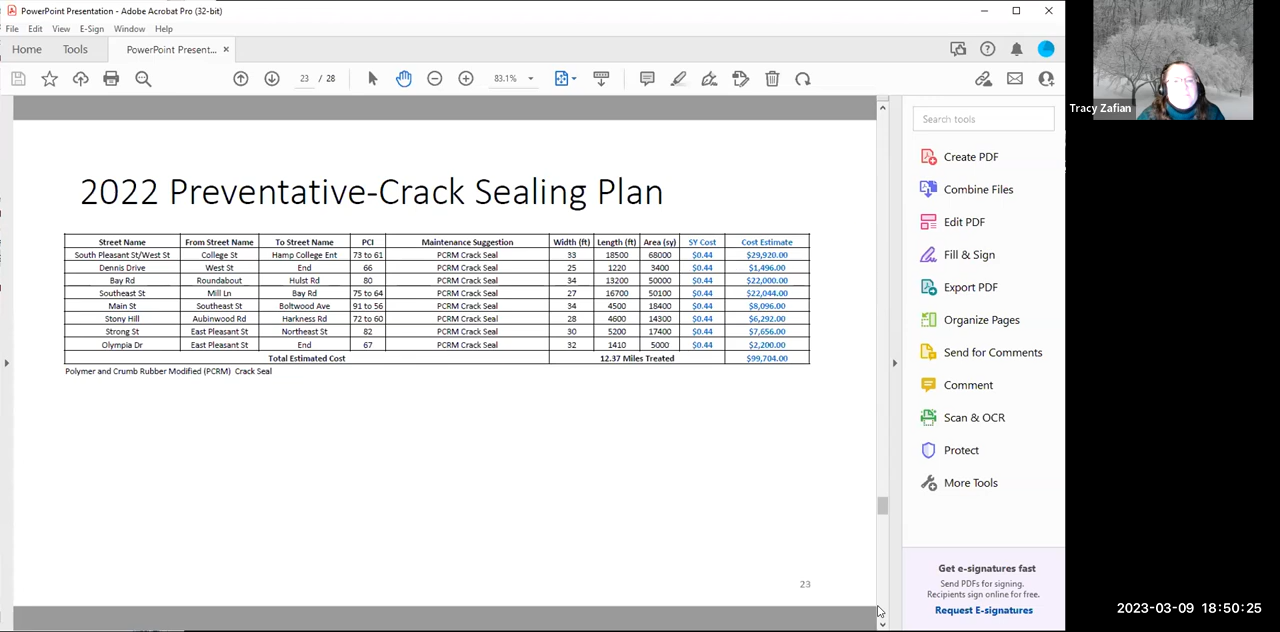 PowerPoint Presentation - Adobe Acrobat Pro (32-bit)
File Edit View E-Sign Window Help
Home Tools PowerPoint Present... ×
23 / 28 83.1%
Tracy Zafian
Search tools
Create PDF
Combine Files
Edit PDF
Fill & Sign
Export PDF
Organize Pages
Send for Comments
Comment
Scan & OCR
Protect
More Tools
Get e-signatures fast
Send PDFs for signing.
Recipients sign online for free.
Request E-signatures
2022 Preventative-Crack Sealing Plan
Street Name From Street Name To Street Name PCI Maintenance Suggestion Width (ft) Length (ft) Area (sy) SY Cost Cost Estimate
South Pleasant St/West St College St Hamp College Ent 73 to 61 PCRM Crack Seal 33 18500 68000 $0.44 $29,920.00
Dennis Drive West St End 66 PCRM Crack Seal 25 1220 3400 $0.44 $1,496.00
Bay Rd Roundabout Hulst Rd 80 PCRM Crack Seal 34 13200 50000 $0.44 $22,000.00
Southeast St Mill Ln Bay Rd 75 to 64 PCRM Crack Seal 27 16700 50100 $0.44 $22,044.00
Main St Southeast St Boltwood Ave 91 to 56 PCRM Crack Seal 34 4500 18400 $0.44 $8,096.00
Stony Hill Aubinwood Rd Harkness Rd 72 to 60 PCRM Crack Seal 28 4600 14300 $0.44 $6,292.00
Strong St East Pleasant St Northeast St 82 PCRM Crack Seal 30 5200 17400 $0.44 $7,656.00
Olympia Dr East Pleasant St End 67 PCRM Crack Seal 32 1410 5000 $0.44 $2,200.00
Total Estimated Cost 12.37 Miles Treated $99,704.00
Polymer and Crumb Rubber Modified (PCRM) Crack Seal
23
2023-03-09 18:50:25